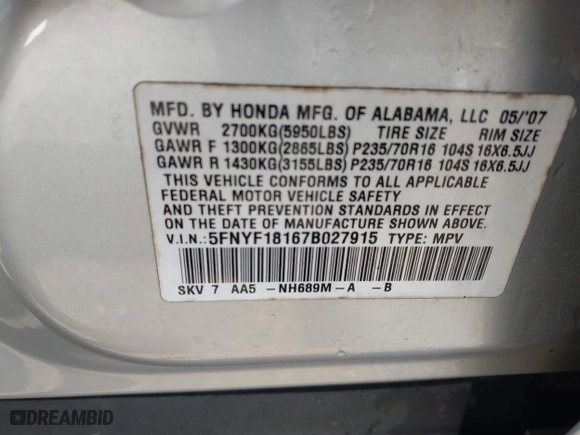 MFD. BY HONDA MFG. OF ALABAMA, LLC 05/'07
GVWR 2700KG(5950LBS) TIRE SIZE RIM SIZE
GAWR F 1300KG(2865LBS) P235/70R16 104S 16X6.5JJ
GAWR R 1430KG(3155LBS) P235/70R16 104S 16X6.5JJ
THIS VEHICLE CONFORMS TO ALL APPLICABLE
FEDERAL MOTOR VEHICLE SAFETY
AND THEFT PREVENTION STANDARDS IN EFFECT
ON THE DATE OF MANUFACTURE SHOWN ABOVE.
V.I.N.: 5FNYF18167B027915 TYPE: MPV
SKV 7 AA5 -NH689M-A -B
DREAMBID